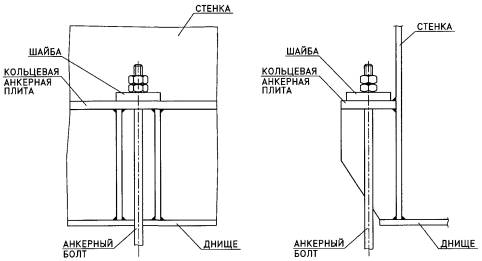 СТЕНКА
ШАЙБА
КОЛЬЦЕВАЯ
АНКЕРНАЯ
ПЛИТА
АНКЕРНЫЙ
БОЛТ
ДНИЩЕ
СТЕНКА
ШАЙБА
КОЛЬЦЕВАЯ
АНКЕРНАЯ
ПЛИТА
АНКЕРНЫЙ
БОЛТ
ДНИЩЕ